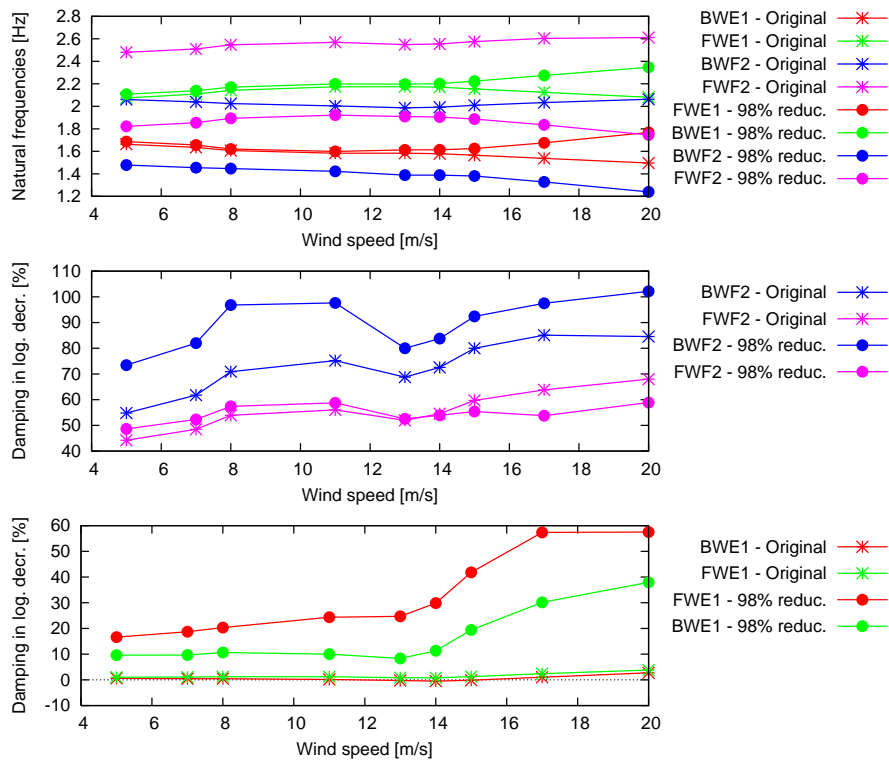 Natural frequencies [Hz]
2.8
2.6
2.4
2.2
2
1.8
1.6
1.4
1.2
4 6 8 10 12 14 16 18 20
Wind speed [m/s]
BWE1 - Original
FWE1 - Original
BWF2 - Original
FWF2 - Original
FWE1 - 98% reduc.
BWE1 - 98% reduc.
BWF2 - 98% reduc.
FWF2 - 98% reduc.
Damping in log. decr. [%]
110
100
90
80
70
60
50
40
4 6 8 10 12 14 16 18 20
Wind speed [m/s]
BWF2 - Original
FWF2 - Original
BWF2 - 98% reduc.
FWF2 - 98% reduc.
Damping in log. decr. [%]
60
50
40
30
20
10
0
-10
4 6 8 10 12 14 16 18 20
Wind speed [m/s]
BWE1 - Original
FWE1 - Original
FWE1 - 98% reduc.
BWE1 - 98% reduc.